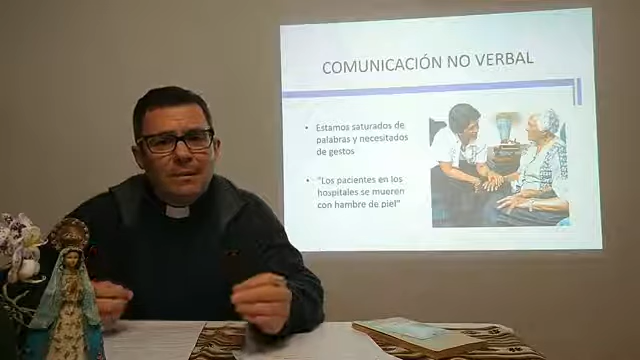 COMUNICACIÓN NO VERBAL
• Estamos saturados de
palabras y necesitados
de gestos
• "Los pacientes en los
hospitales se mueren
con hambre de piel"